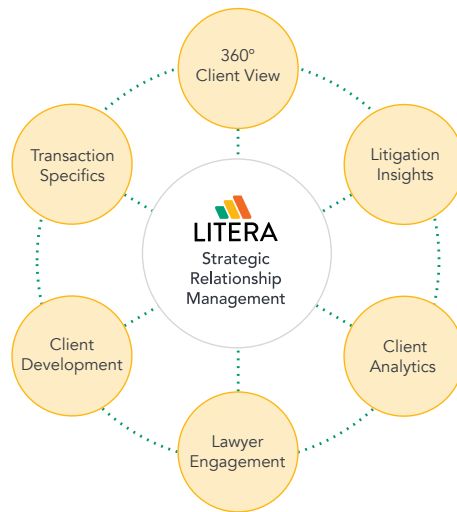 360°
Client View
Transaction
Specifics
Litigation
Insights
LITERA
Strategic
Relationship
Management
Client
Development
Client
Analytics
Lawyer
Engagement